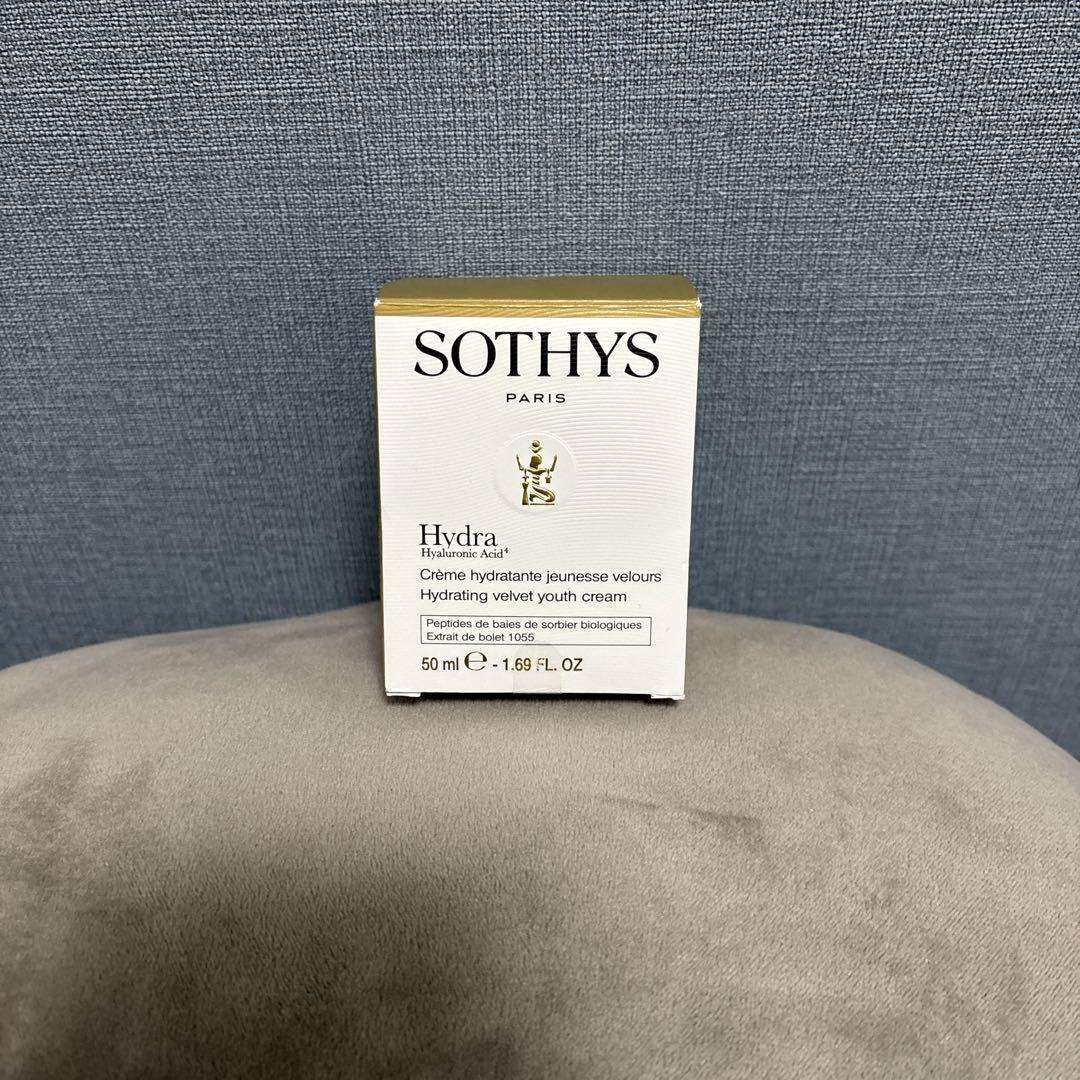 SOTHYS
PARIS
Hydra
Hyaluronic Acid⁴
Crème hydratante jeunesse velours
Hydrating velvet youth cream
Peptides de baies de sorbier biologiques
Extrait de bolet 1055
50 ml ℮ - 1.69 FL. OZ